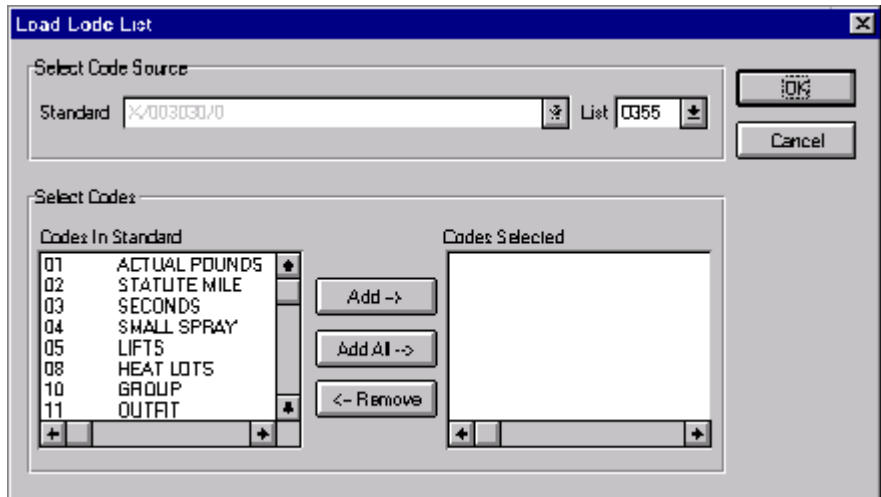 Load Code List
Select Code Source
Standard X/003030/0 List 0355
OK
Cancel
Select Codes
Codes In Standard
01 ACTUAL POUNDS
02 STATUTE MILE
03 SECONDS
04 SMALL SPRAY
05 LIFTS
08 HEAT LOTS
10 GROUP
11 OUTFIT
Add ->
Add All -->
<-- Remove
Codes Selected